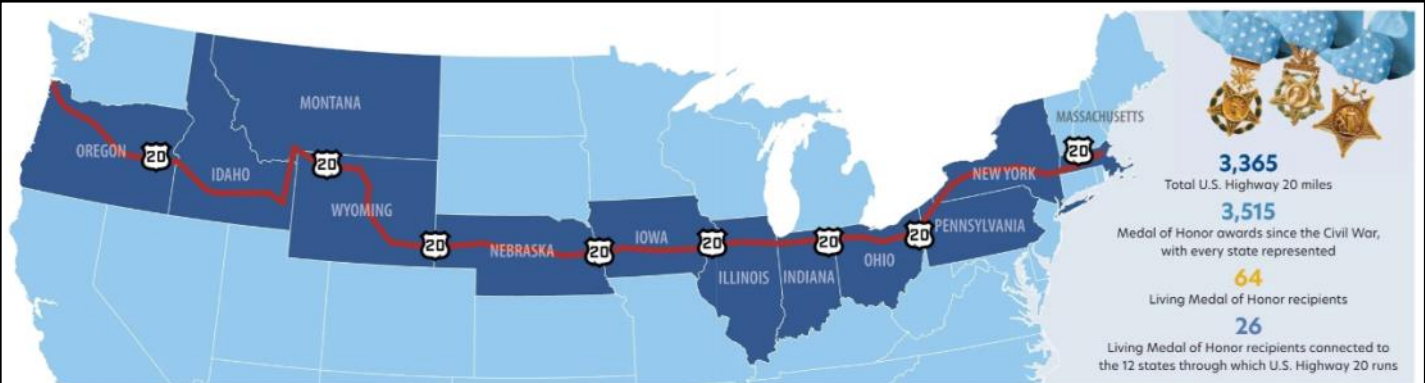 MONTANA
MASSACHUSETTS
OREGON
20
IDAHO
20
20
NEW YORK
WYOMING
20
NEBRASKA
20
IOWA
20
20
20
PENNSYLVANIA
ILLINOIS
INDIANA
OHIO
3,365
Total U.S. Highway 20 miles
3,515
Medal of Honor awards since the Civil War,
with every state represented
64
Living Medal of Honor recipients
26
Living Medal of Honor recipients connected to
the 12 states through which U.S. Highway 20 runs